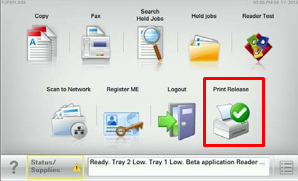 Copy
Fax
Search
Held Jobs
Held jobs
Reader Test
Scan to Network
Register ME
Logout
Print Release
?
Status/
Supplies
Ready. Tray 2 Low. Tray 1 Low. Beta application Reader ...